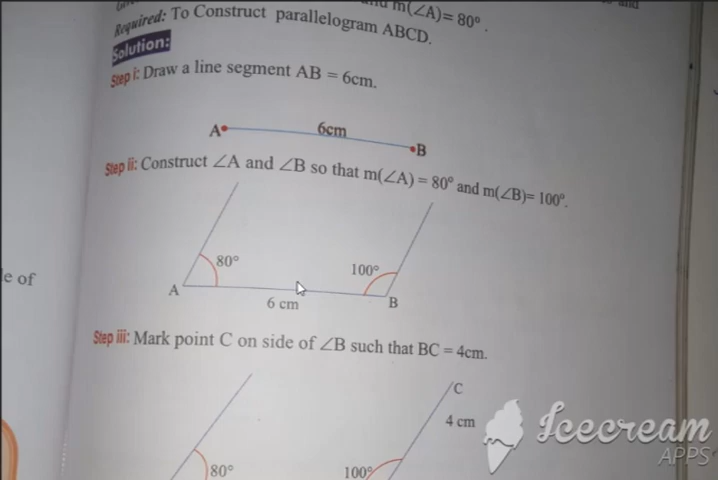 m(∠A)= 80°.
Required: To Construct parallelogram ABCD.
Solution:
Step i: Draw a line segment AB = 6cm.
A 6cm B
Step ii: Construct ∠A and ∠B so that m(∠A) = 80° and m(∠B)= 100°.
80° 100°
A 6 cm B
le of
Step iii: Mark point C on side of ∠B such that BC = 4cm.
C
4 cm
80° 100°
Icecream
APPS